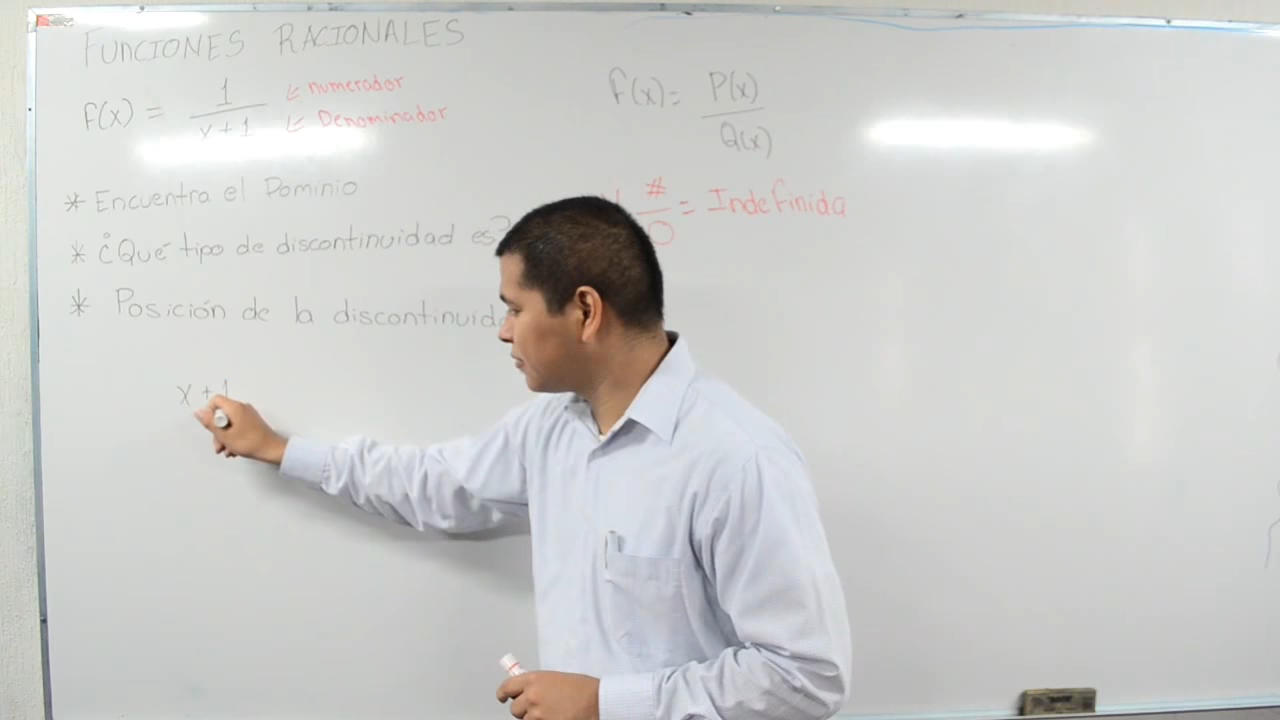 FUNCIONES RACIONALES
f(x) = 1 / x + 1
← numerador
← Denominador
* Encuentra el Dominio
* ¿Qué tipo de discontinuidad es?
* Posición de la discontinuid
x + 1
f(x) = P(x) / Q(x)
# / 0 = Indefinida